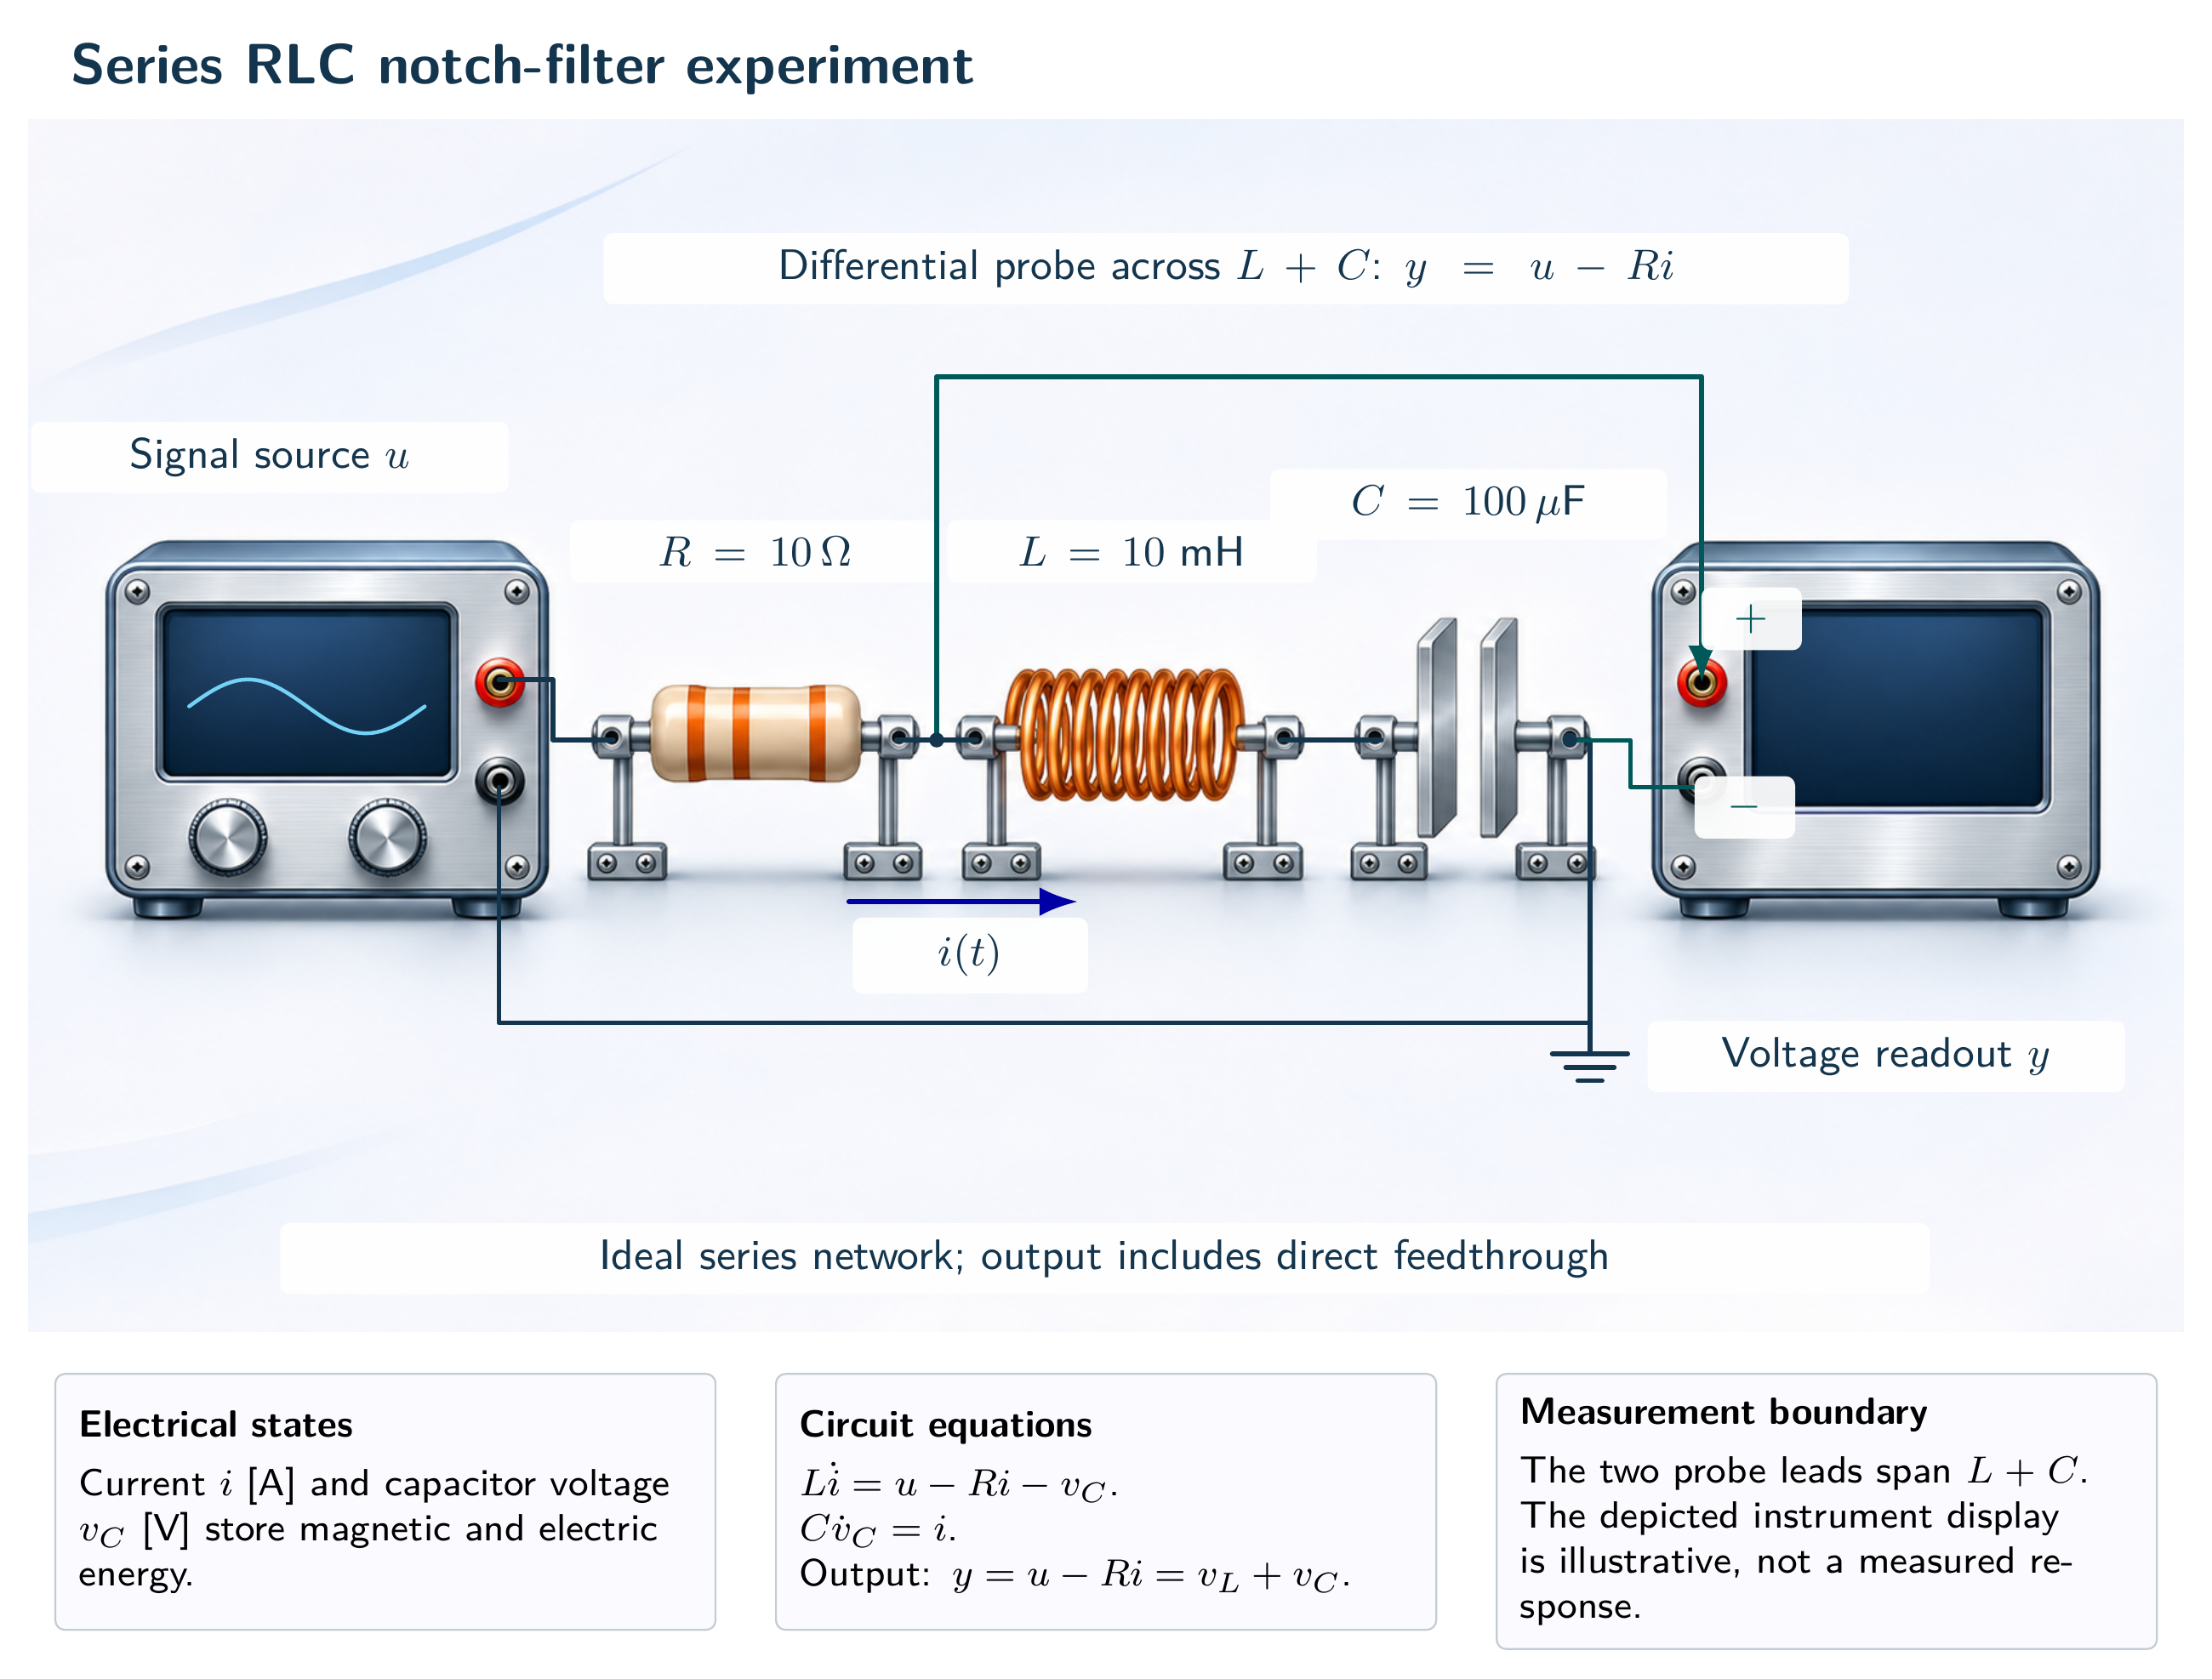 Series RLC notch-filter experiment
Differential probe across L + C: y = u − Ri
Signal source u
C = 100 μF
R = 10 Ω
L = 10 mH
+
−
i(t)
Voltage readout y
Ideal series network; output includes direct feedthrough
Electrical states
Current i [A] and capacitor voltage
v_C [V] store magnetic and electric
energy.
Circuit equations
Li̇ = u − Ri − v_C.
Cv̇_C = i.
Output: y = u − Ri = v_L + v_C.
Measurement boundary
The two probe leads span L + C.
The depicted instrument display
is illustrative, not a measured re-
sponse.